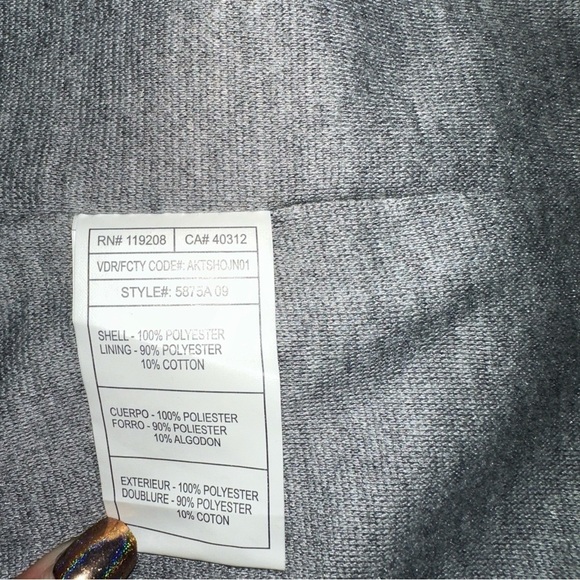 RN# 119208 CA# 40312
VDR/FCTY CODE#: AKTSHOJN01
STYLE#: 5875A 09
SHELL - 100% POLYESTER
LINING - 90% POLYESTER
10% COTTON
CUERPO - 100% POLIESTER
FORRO - 90% POLIESTER
10% ALGODON
EXTERIEUR - 100% POLYESTER
DOUBLURE - 90% POLYESTER
10% COTON